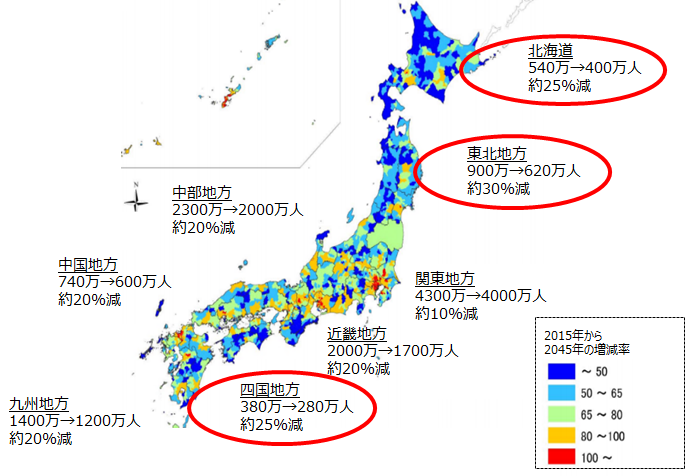 北海道
540万→400万人
約25%減
東北地方
900万→620万人
約30%減
N
中部地方
2300万→2000万人
約20%減
中国地方
740万→600万人
約20%減
関東地方
4300万→4000万人
約10%減
近畿地方
2000万→1700万人
約20%減
四国地方
380万→280万人
約25%減
九州地方
1400万→1200万人
約20%減
2015年から
2045年の増減率
～ 50
50 ～ 65
65 ～ 80
80 ～100
100 ～